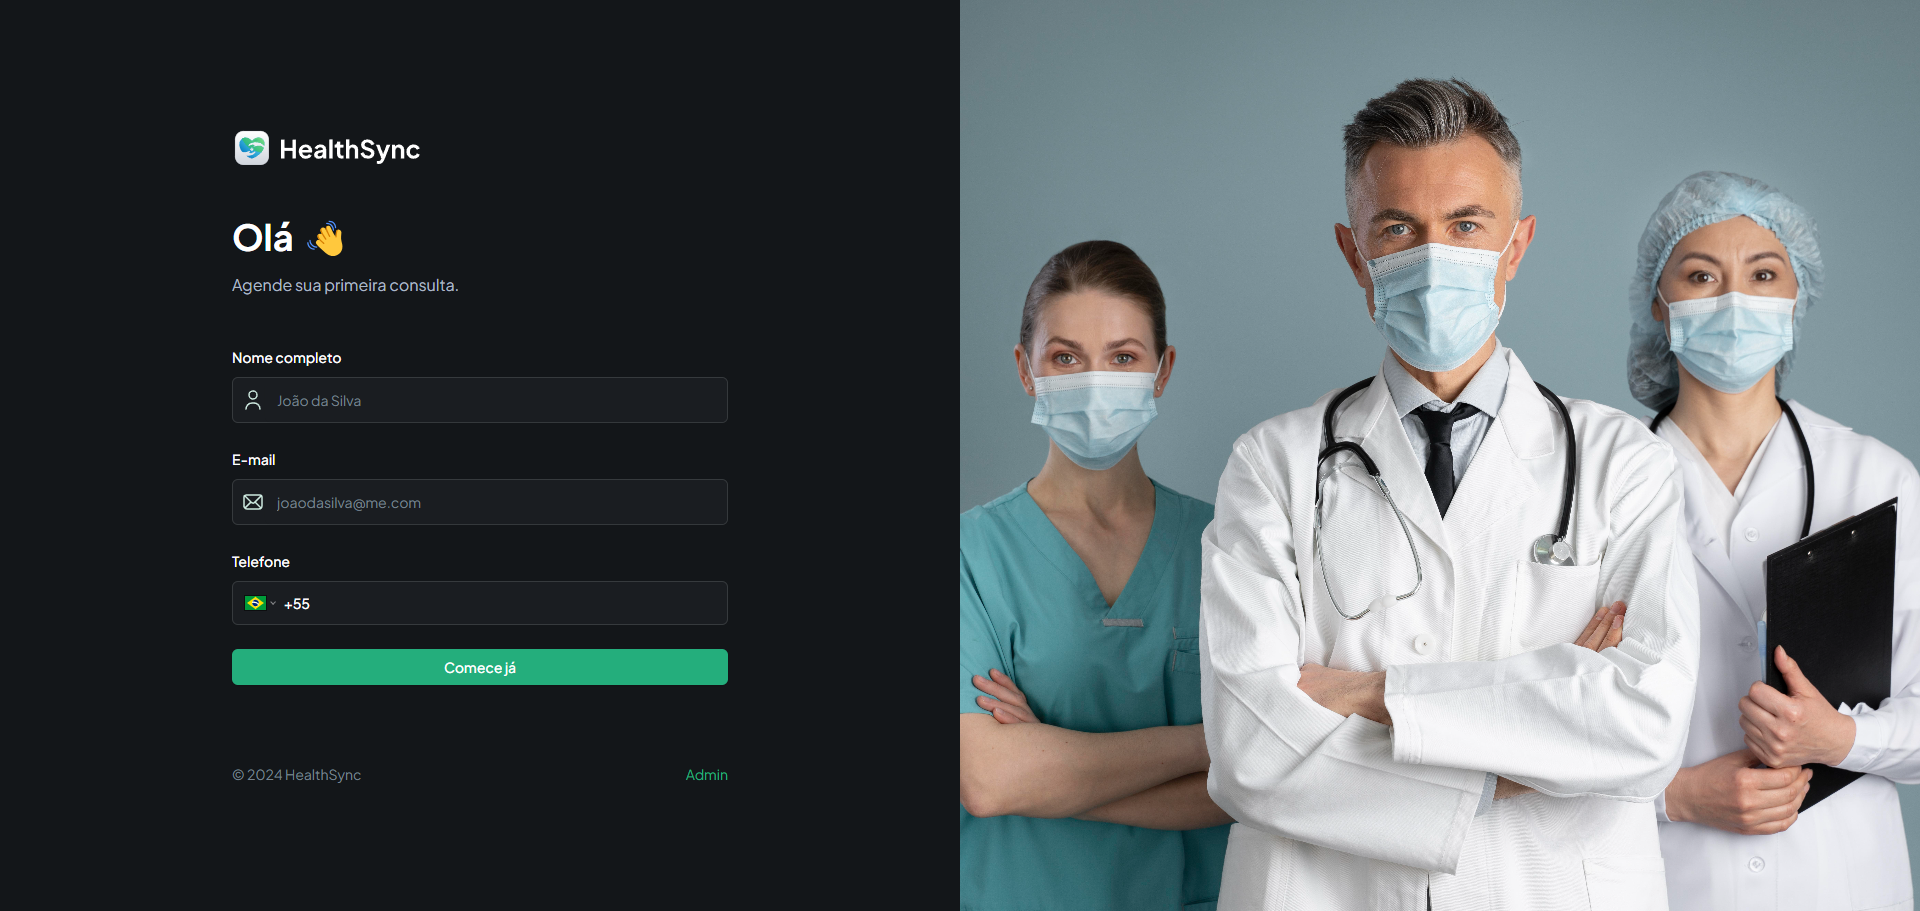 HealthSync
Olá 👋
Agende sua primeira consulta.
Nome completo
João da Silva
E-mail
joaodasilva@me.com
Telefone
+55
Comece já
© 2024 HealthSync
Admin